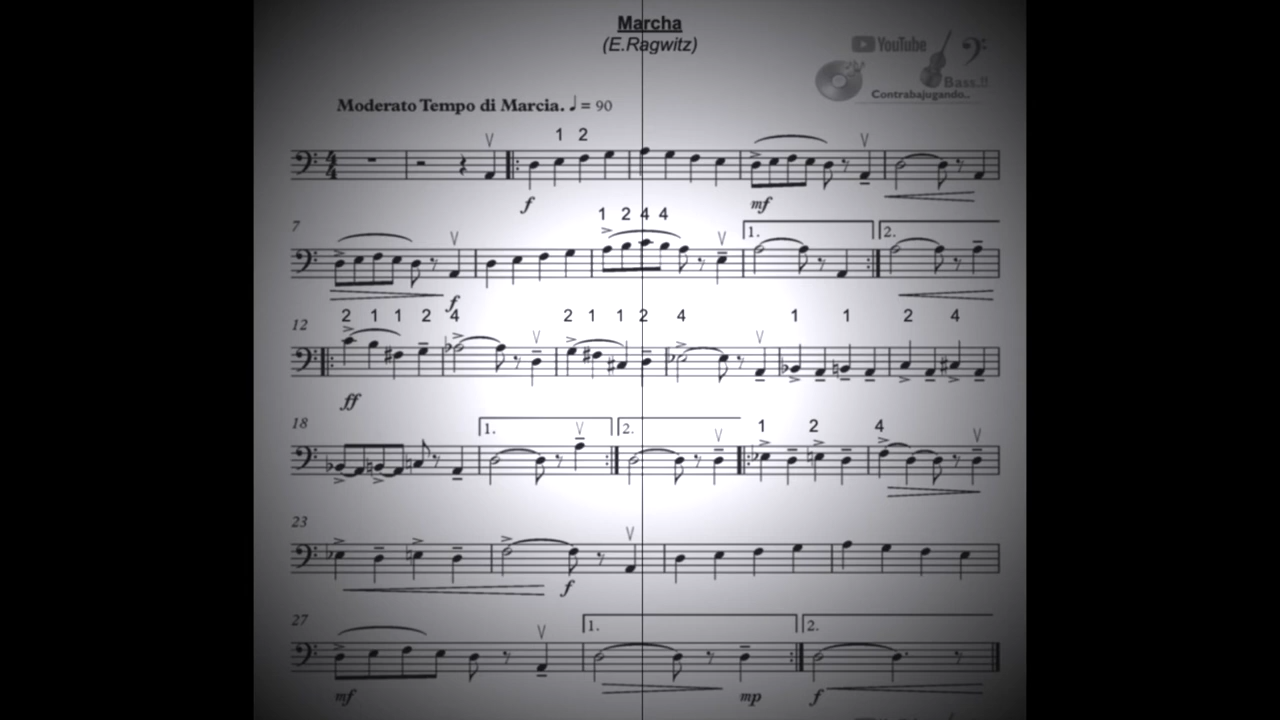 Marcha
(E.Ragwitz)
YouTube
Bass.!!
Contrabajugando..
Moderato Tempo di Marcia. ♩ = 90
1 2
f mf
7
1 2 4 4
1. 2.
f
12
2 1 1 2 4 2 1 1 2 4 1 1 2 4
ff
18
1. 2. 1 2 4
23
f
27
1. 2.
mf mp f